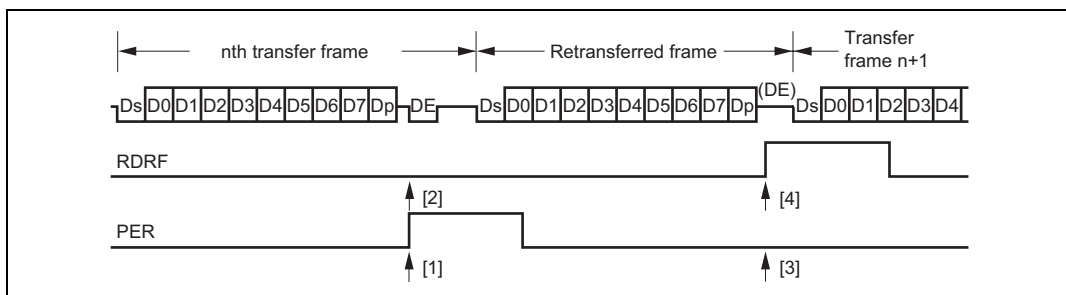 nth transfer frame Retransferred frame Transfer
frame n+1
Ds D0 D1 D2 D3 D4 D5 D6 D7 Dp DE Ds D0 D1 D2 D3 D4 D5 D6 D7 Dp (DE) Ds D0 D1 D2 D3 D4
RDRF
[2] [4]
PER
[1] [3]